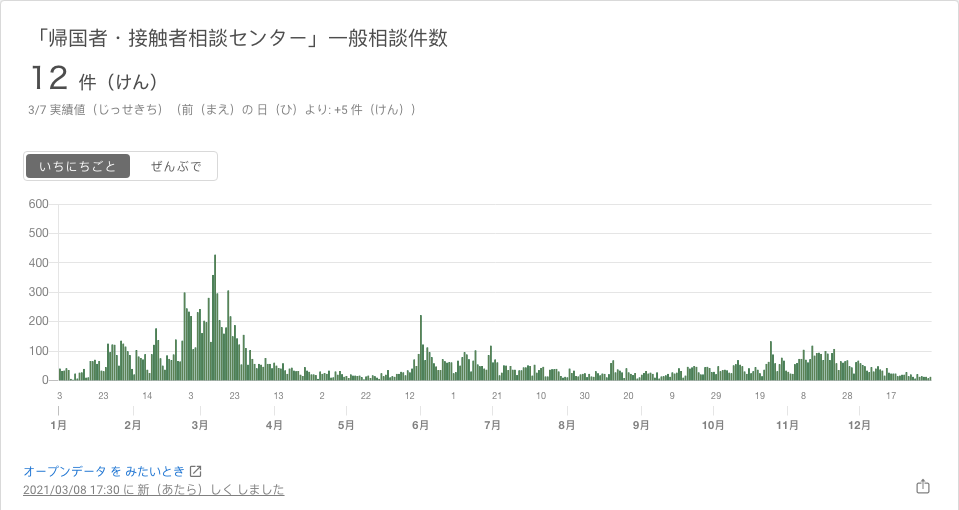 「帰国者・接触者相談センター」一般相談件数
12 件（けん）
3/7 実績値（じっせきち）（前（まえ）の 日（ひ）より: +5 件（けん））
いちにちごと ぜんぶで
600
500
400
300
200
100
0
3 23 14 3 23 13 2 22 12 1 21 10 30 20 9 29 19 8 28 17
1月 2月 3月 4月 5月 6月 7月 8月 9月 10月 11月 12月
オープンデータ を みたいとき
2021/03/08 17:30 に 新（あたら）しく しました